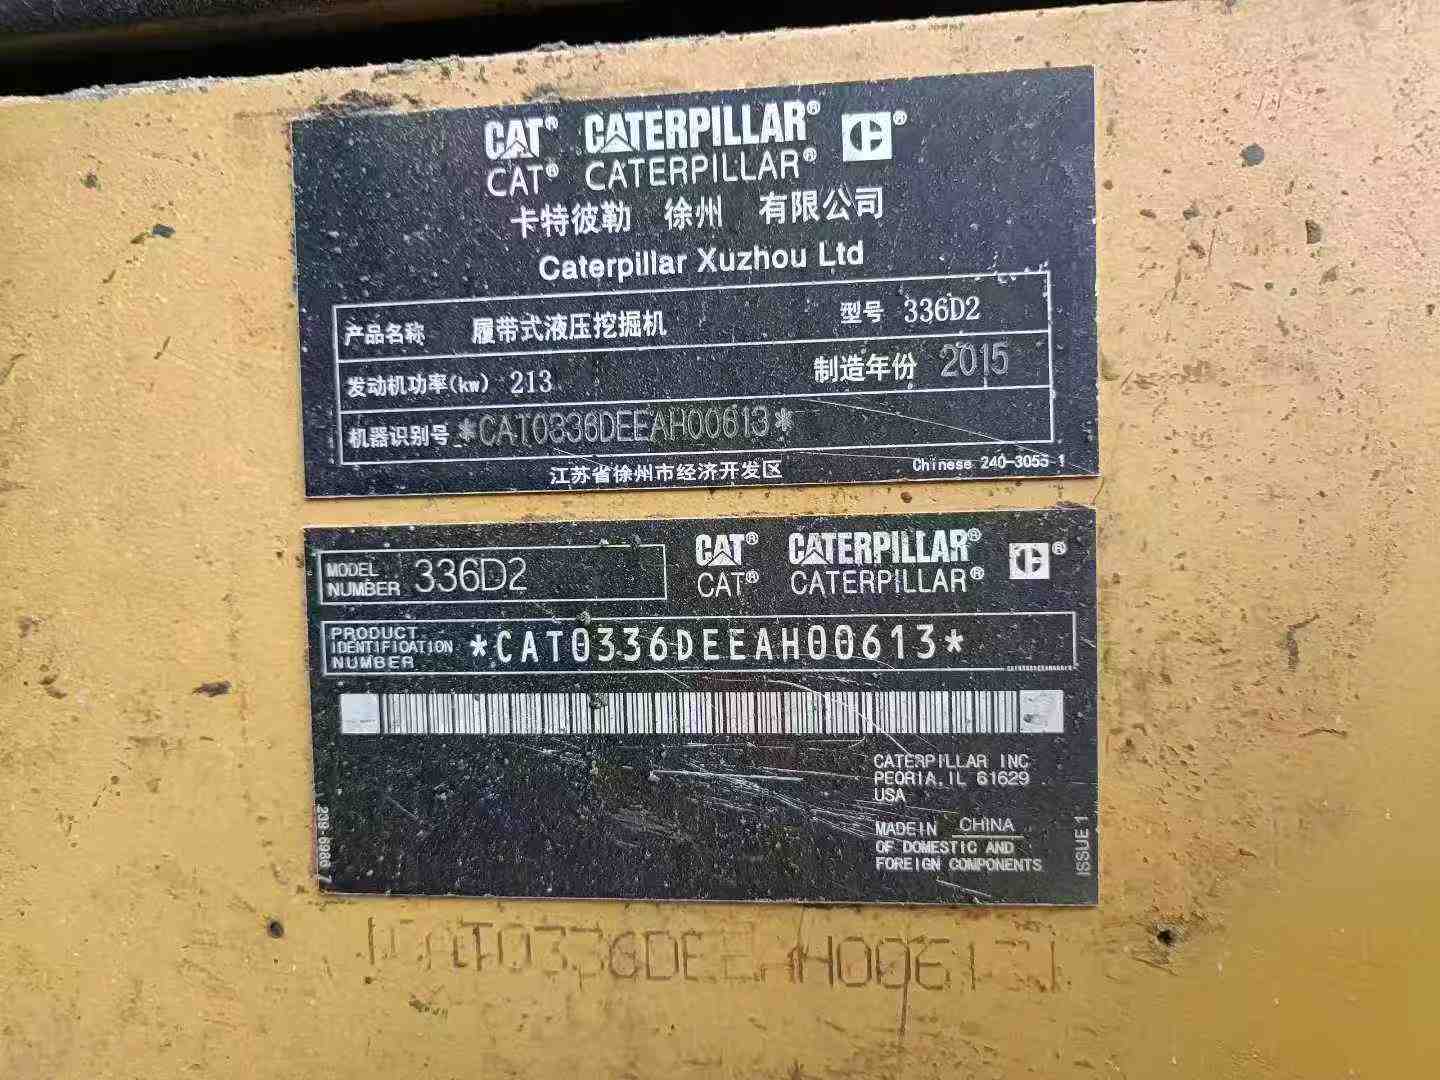 CAT® CATERPILLAR® C®
CAT® CATERPILLAR®
卡特彼勒 徐州 有限公司
Caterpillar Xuzhou Ltd
产品名称 履带式液压挖掘机 型号 336D2
发动机功率(kw) 213 制造年份 2015
机器识别号 *CAT0336DEEAH00613*
江苏省徐州市经济开发区 Chinese 240-3055 1
MODEL NUMBER 336D2
CAT® CATERPILLAR® C®
CAT® CATERPILLAR®
PRODUCT IDENTIFICATION NUMBER *CAT0336DEEAH00613*
CATERPILLAR INC
PEORIA, IL 61629
USA
MADE IN CHINA
OF DOMESTIC AND
FOREIGN COMPONENTS
239-6986 7
ISSUE 1
CAT0336DEEAH00613